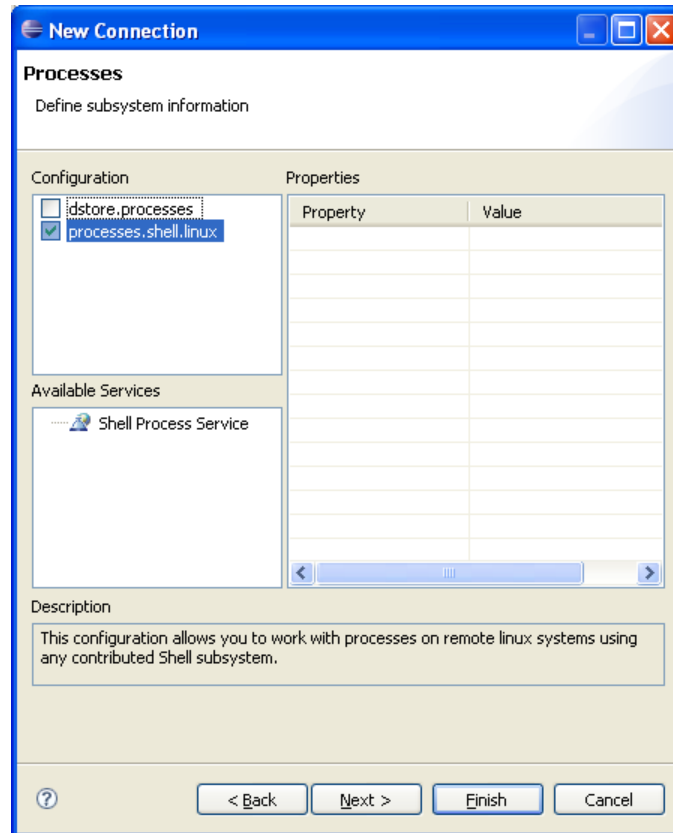 New Connection
Processes
Define subsystem information
Configuration
dstore.processes
processes.shell.linux
Properties
Property Value
Available Services
Shell Process Service
Description
This configuration allows you to work with processes on remote linux systems using
any contributed Shell subsystem.
? < Back Next > Finish Cancel